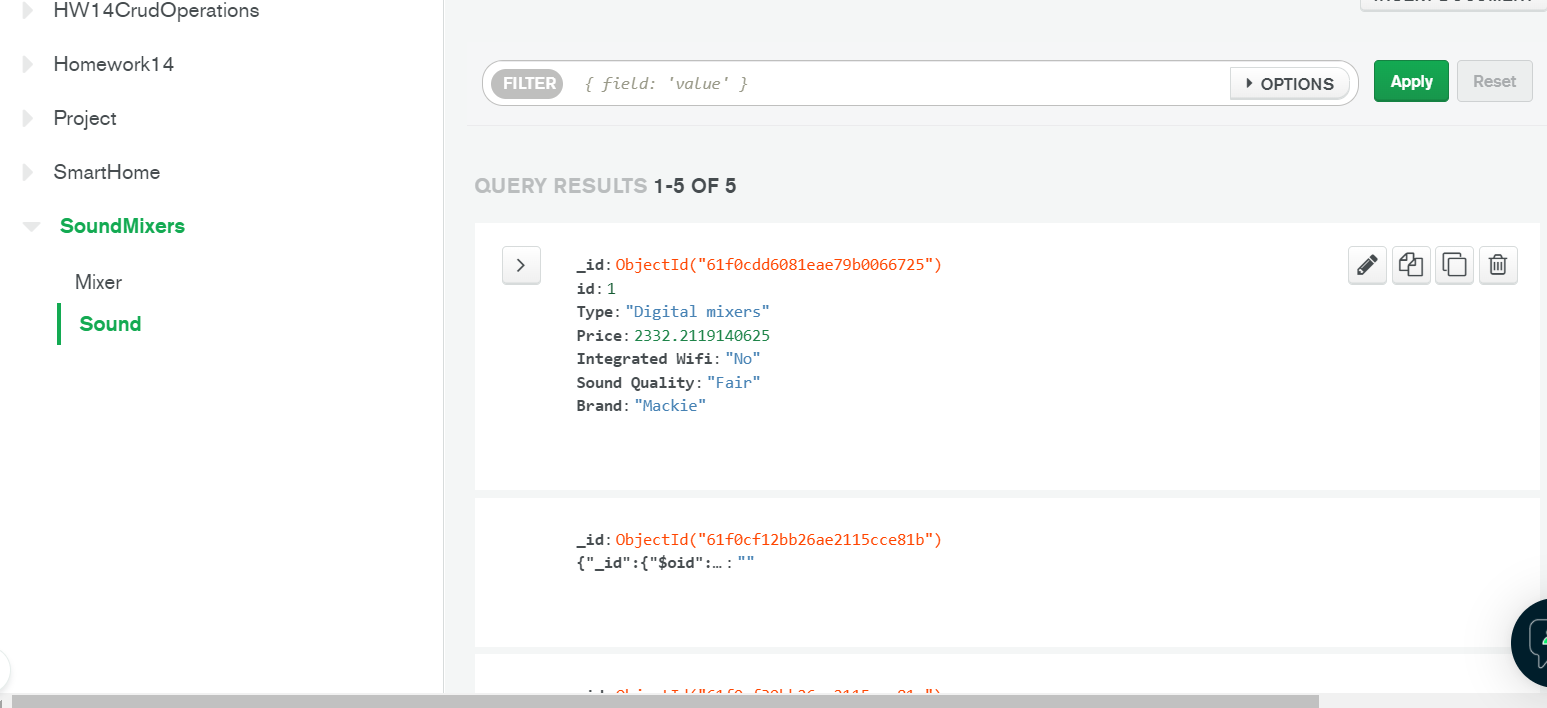 HW14CrudOperations
Homework14
Project
SmartHome
SoundMixers
Mixer
Sound
INSERT DOCUMENT
FILTER { field: 'value' } OPTIONS Apply Reset
QUERY RESULTS 1-5 OF 5
_id: ObjectId("61f0cdd6081eae79b0066725")
id: 1
Type: "Digital mixers"
Price: 2332.2119140625
Integrated Wifi: "No"
Sound Quality: "Fair"
Brand: "Mackie"
_id: ObjectId("61f0cf12bb26ae2115cce81b")
{"_id":{"$oid":… : ""